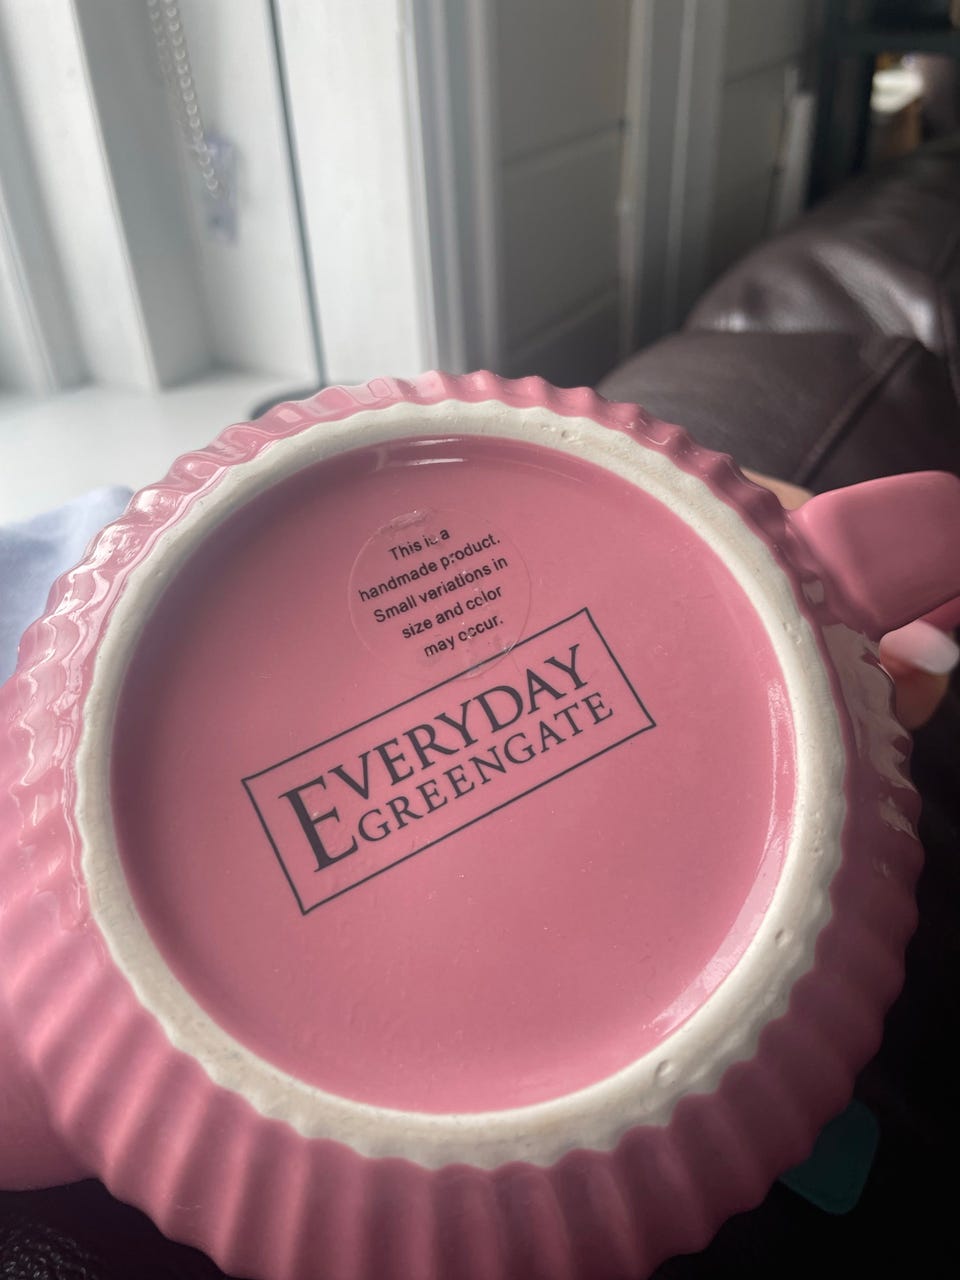 This is a
handmade product.
Small variations in
size and color
may occur.
EVERYDAY
GREENGATE